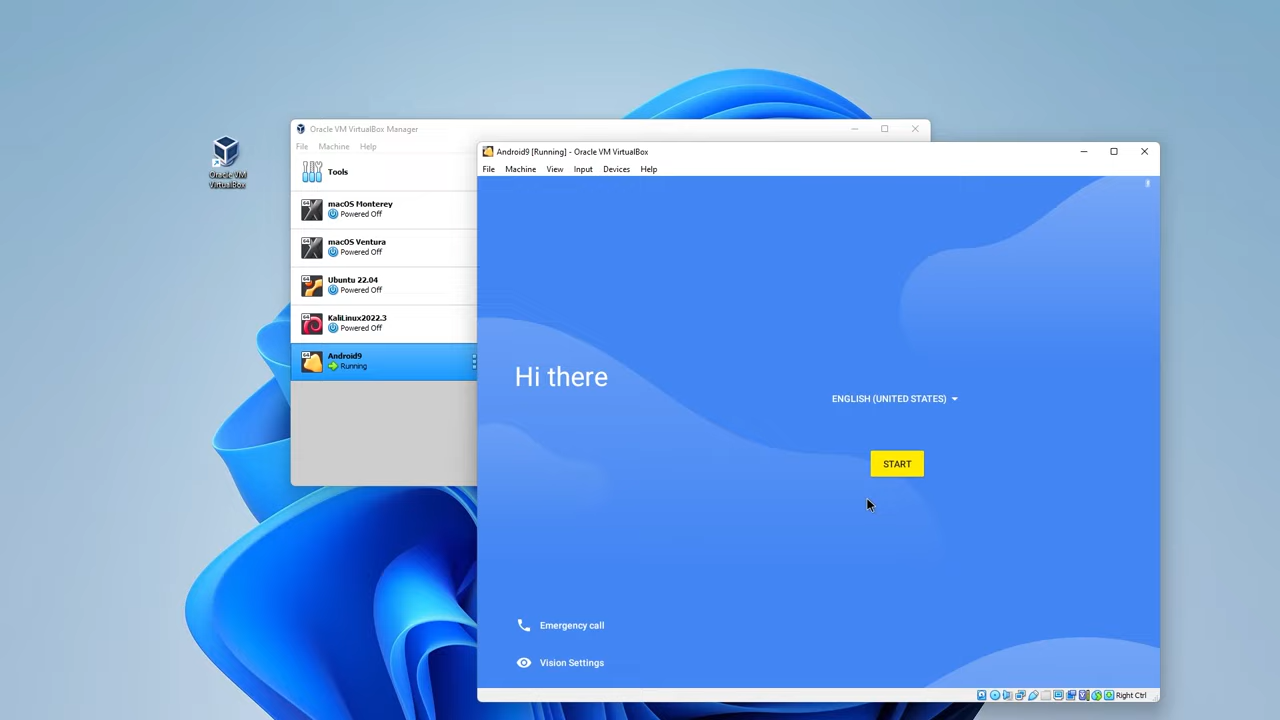 Oracle VM
VirtualBox
Oracle VM VirtualBox Manager
File Machine Help
Tools
macOS Monterey
Powered Off
macOS Ventura
Powered Off
Ubuntu 22.04
Powered Off
KaliLinux2022.3
Powered Off
Android9
Running
Android9 [Running] - Oracle VM VirtualBox
File Machine View Input Devices Help
Hi there
ENGLISH (UNITED STATES)
START
Emergency call
Vision Settings
Right Ctrl